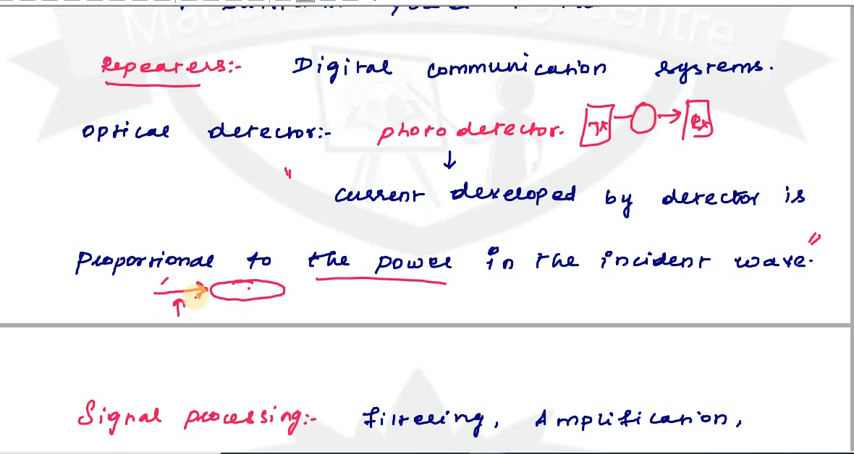 Repeaters:- Digital communication systems.
optical detector:- photo detector. Tx Rx
↓
" current developed by detector is
proportional to the power in the incident wave."
Signal processing:- filtering, Amplification,